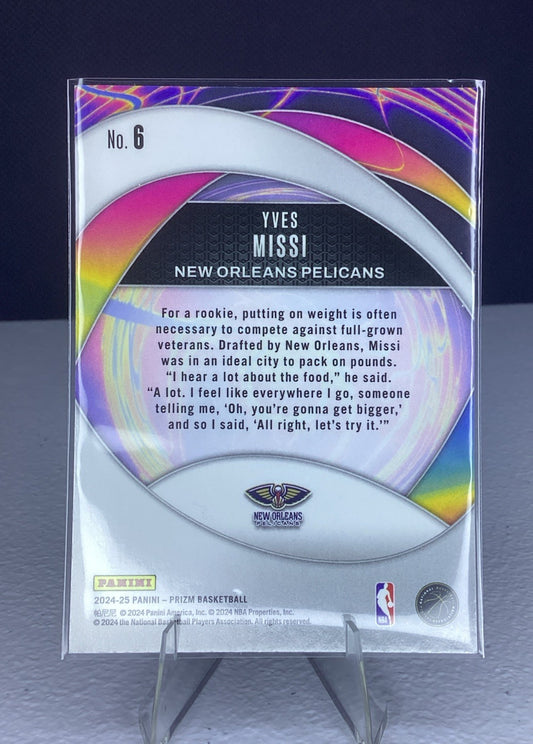 No. 6
YVES
MISSI
NEW ORLEANS PELICANS
For a rookie, putting on weight is often
necessary to compete against full-grown
veterans. Drafted by New Orleans, Missi
was in an ideal city to pack on pounds.
“I hear a lot about the food,” he said.
“A lot. I feel like everywhere I go, someone
telling me, ‘Oh, you’re gonna get bigger,’
and so I said, ‘All right, let’s try it.’”
NEW ORLEANS
PELICANS
PANINI
2024-25 PANINI – PRIZM BASKETBALL
帕尼尼 © 2024 Panini America, Inc. © 2024 NBA Properties, Inc.
© 2024 the National Basketball Players Association. All rights reserved.
NBA